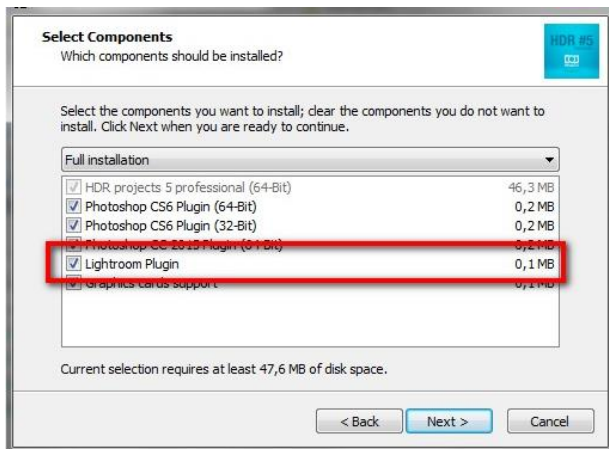 Select Components
Which components should be installed?
HDR #5
Select the components you want to install; clear the components you do not want to
install. Click Next when you are ready to continue.
Full installation
HDR projects 5 professional (64-Bit) 46,3 MB
Photoshop CS6 Plugin (64-Bit) 0,2 MB
Photoshop CS6 Plugin (32-Bit) 0,2 MB
Photoshop CC 2015 Plugin (64-Bit) 0,2 MB
Lightroom Plugin 0,1 MB
Graphics cards support 0,1 MB
Current selection requires at least 47,6 MB of disk space.
< Back Next > Cancel